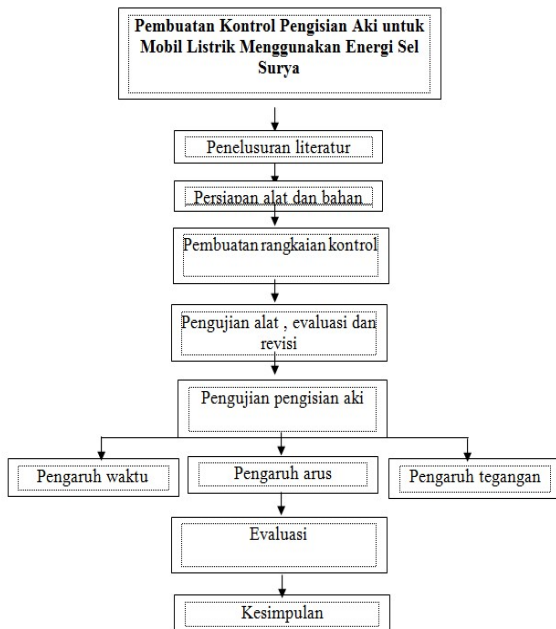 Pembuatan Kontrol Pengisian Aki untuk
Mobil Listrik Menggunakan Energi Sel
Surya
Penelusuran literatur
Persiapan alat dan bahan
Pembuatan rangkaian kontrol
Pengujian alat , evaluasi dan
revisi
Pengujian pengisian aki
Pengaruh waktu
Pengaruh arus
Pengaruh tegangan
Evaluasi
Kesimpulan